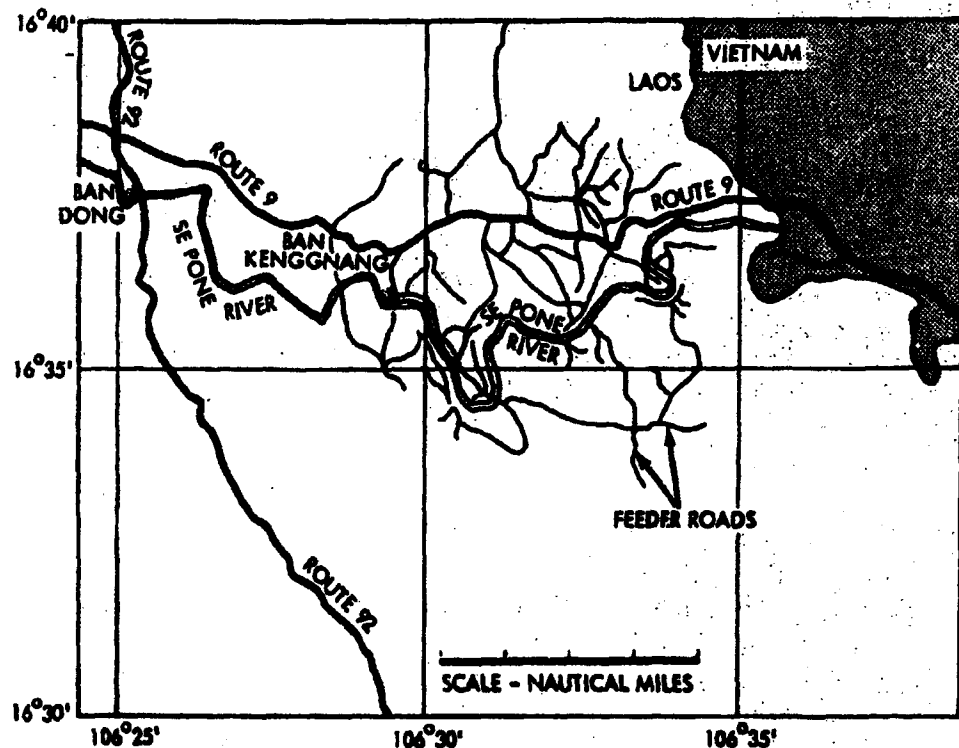 16°40'
ROUTE 92
VIETNAM
LAOS
ROUTE 9
ROUTE 9
BAN
DONG
BAN
KENGGNANG
SE PONE
RIVER
SE PONE
RIVER
16°35'
FEEDER ROADS
ROUTE 92
SCALE - NAUTICAL MILES
16°30'
106°25'
106°30'
106°35'